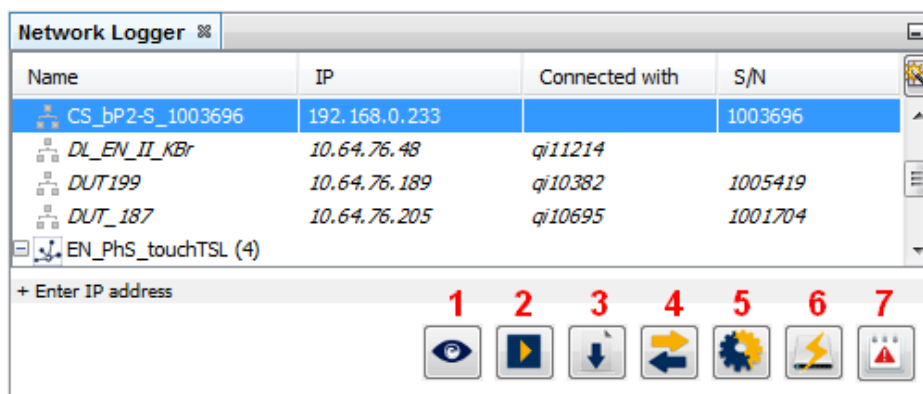 Network Logger
Name IP Connected with S/N
CS_bP2-S_1003696 192.168.0.233 1003696
DL_EN_II_KBr 10.64.76.48 qi11214
DUT199 10.64.76.189 qi10382 1005419
DUT_187 10.64.76.205 qi10695 1001704
EN_PhS_touchTSL (4)
+ Enter IP address
1 2 3 4 5 6 7